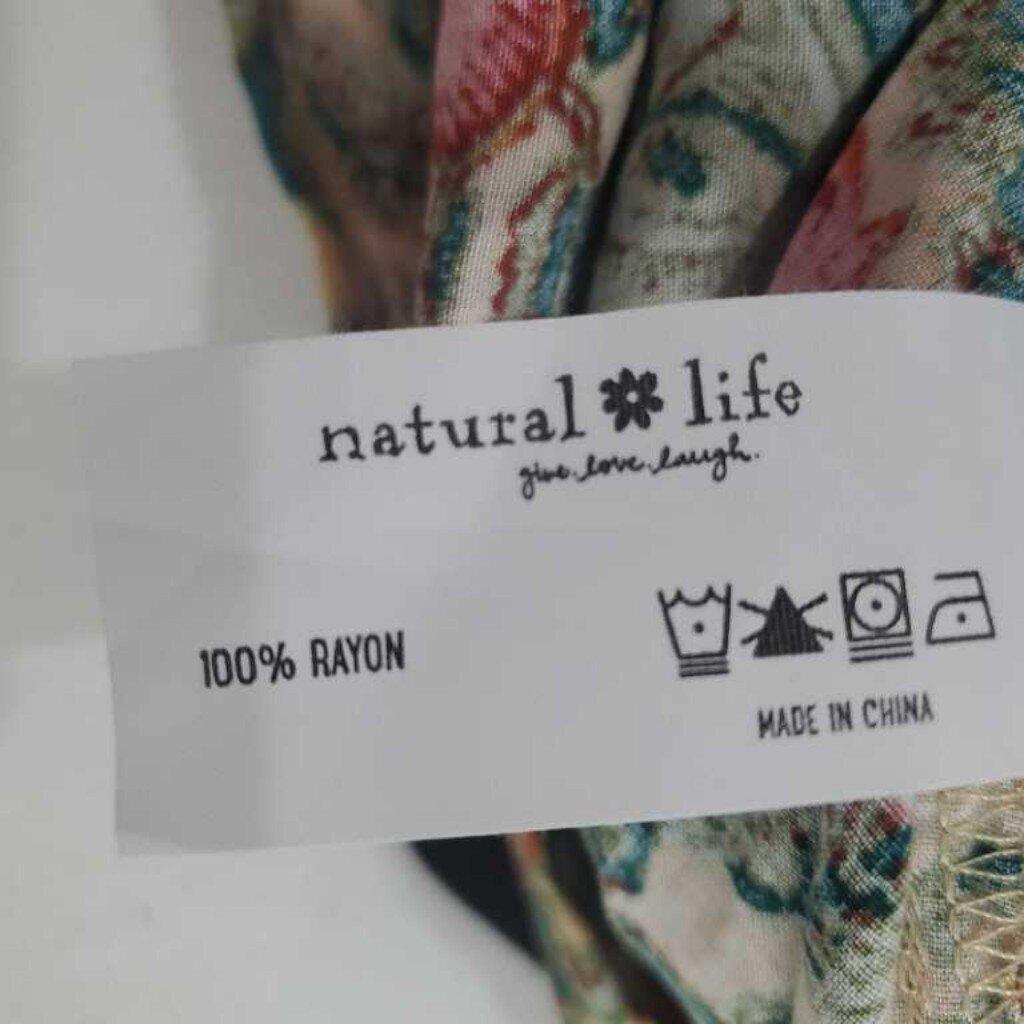 natural life
give.love.laugh.
100% RAYON
MADE IN CHINA